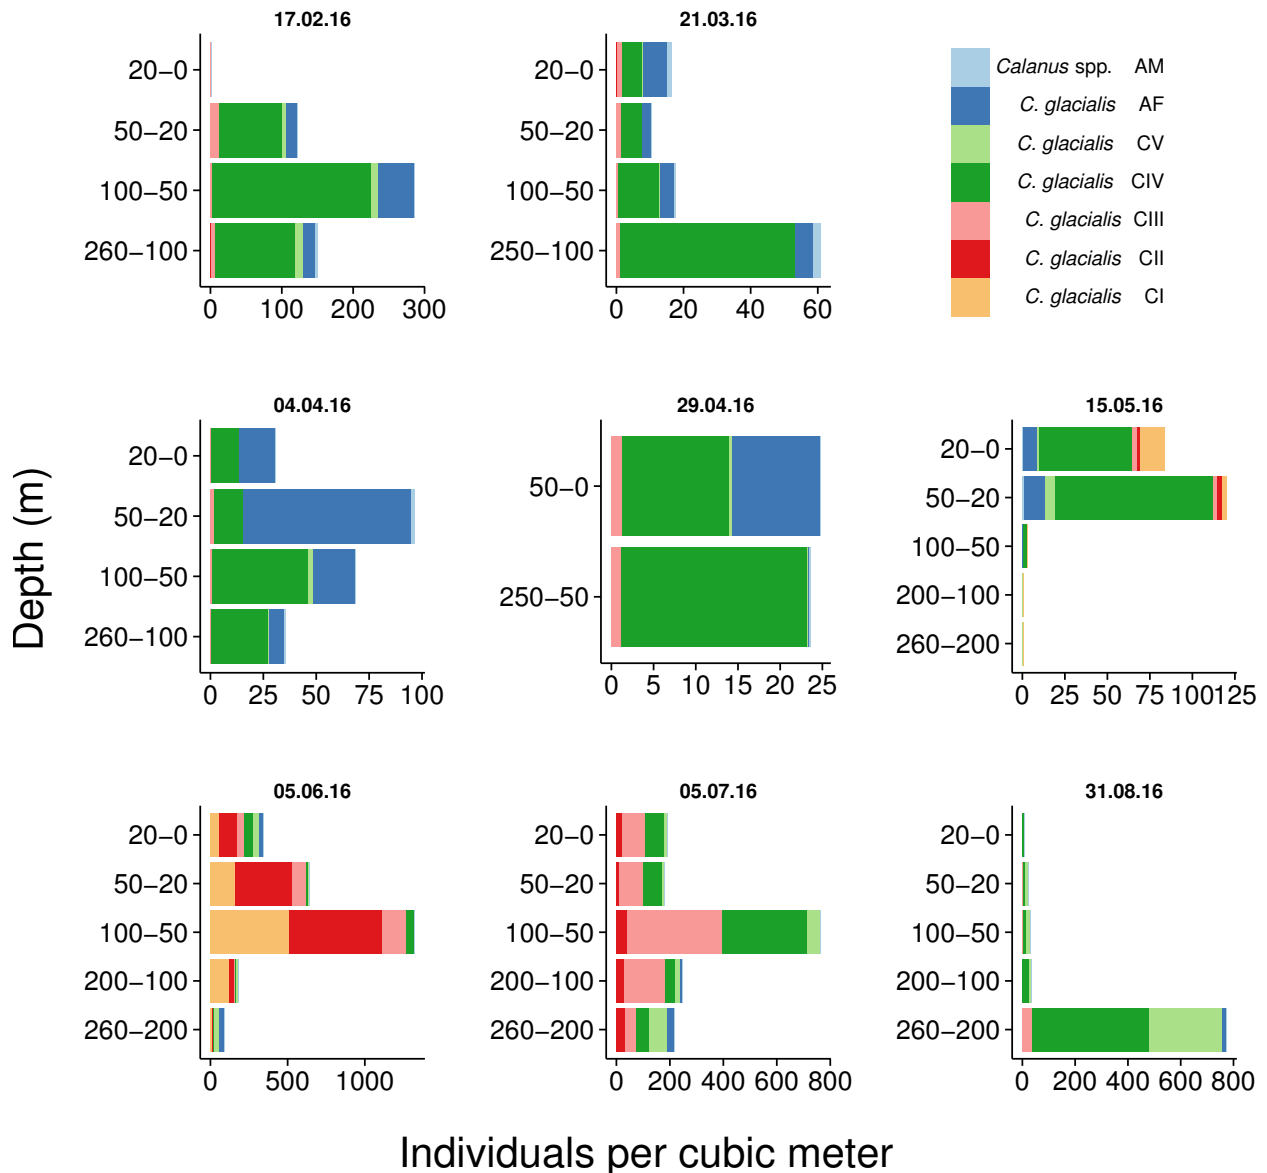 17.02.16
20−0
50−20
100−50
260−100
0 100 200 300
21.03.16
20−0
50−20
100−50
250−100
0 20 40 60
Calanus spp. AM
C. glacialis AF
C. glacialis CV
C. glacialis CIV
C. glacialis CIII
C. glacialis CII
C. glacialis CI
Depth (m)
04.04.16
20−0
50−20
100−50
260−100
0 25 50 75 100
29.04.16
50−0
250−50
0 5 10 15 20 25
15.05.16
20−0
50−20
100−50
200−100
260−200
0 25 50 75 100 125
05.06.16
20−0
50−20
100−50
200−100
260−200
0 500 1000
05.07.16
20−0
50−20
100−50
200−100
260−200
0 200 400 600 800
31.08.16
20−0
50−20
100−50
200−100
260−200
0 200 400 600 800
Individuals per cubic meter